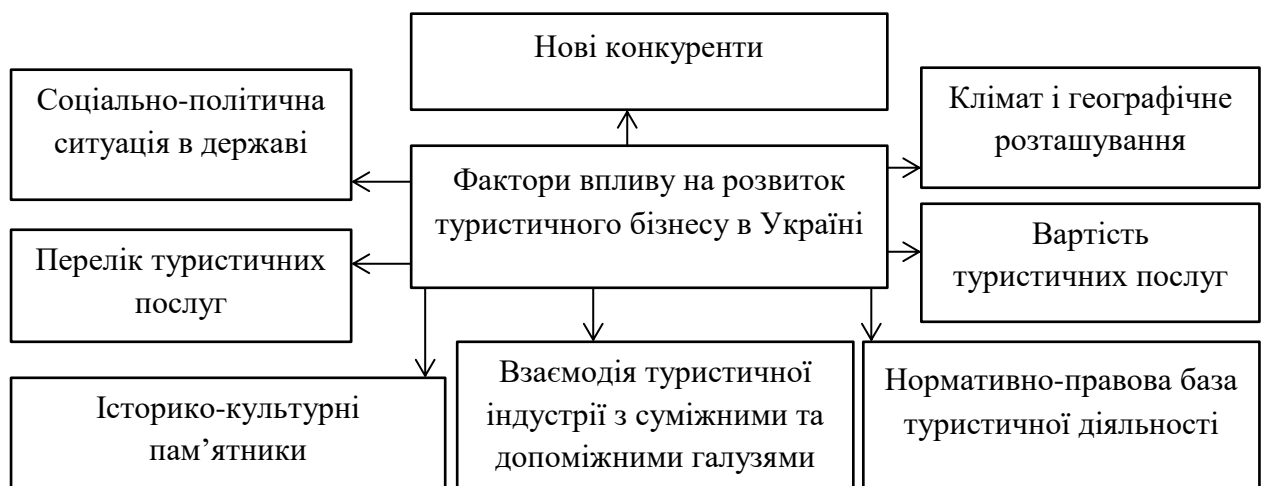 Нові конкуренти
Соціально-політична
ситуація в державі
Клімат і географічне
розташування
Фактори впливу на розвиток
туристичного бізнесу в Україні
Перелік туристичних
послуг
Вартість
туристичних послуг
Історико-культурні
пам’ятники
Взаємодія туристичної
індустрії з суміжними та
допоміжними галузями
Нормативно-правова база
туристичної діяльності